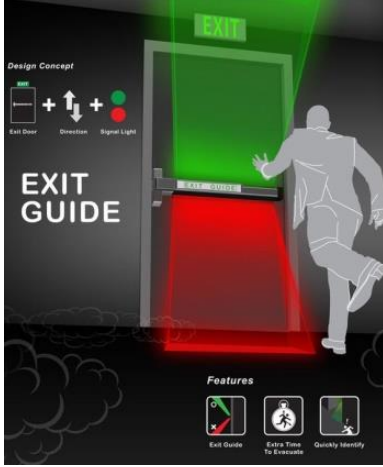 EXIT
Design Concept
EXIT
Exit Door
Direction
Signal Light
EXIT
GUIDE
EXIT GUIDE
Features
Exit Guide
Extra Time
To Evacuate
Quickly Identify